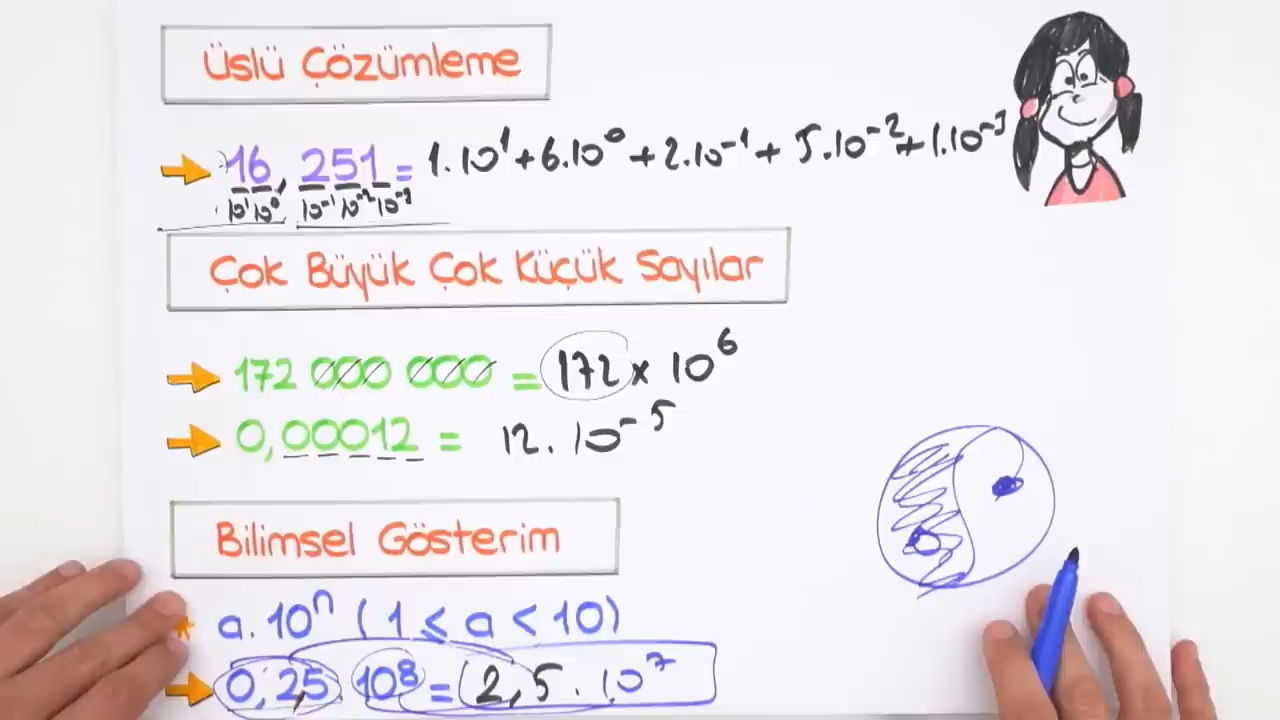 Üslü Çözümleme
16,251 = 1.10¹ + 6.10⁰ + 2.10⁻¹ + 5.10⁻² + 1.10⁻³
10¹ 10⁰ 10⁻¹ 10⁻² 10⁻³
Çok Büyük Çok Küçük Sayılar
172 000 000 = 172 x 10⁶
0,00012 = 12. 10⁻⁵
Bilimsel Gösterim
* a. 10ⁿ (1 ≤ a < 10)
0,25 10⁸ = 2,5 . 10⁷